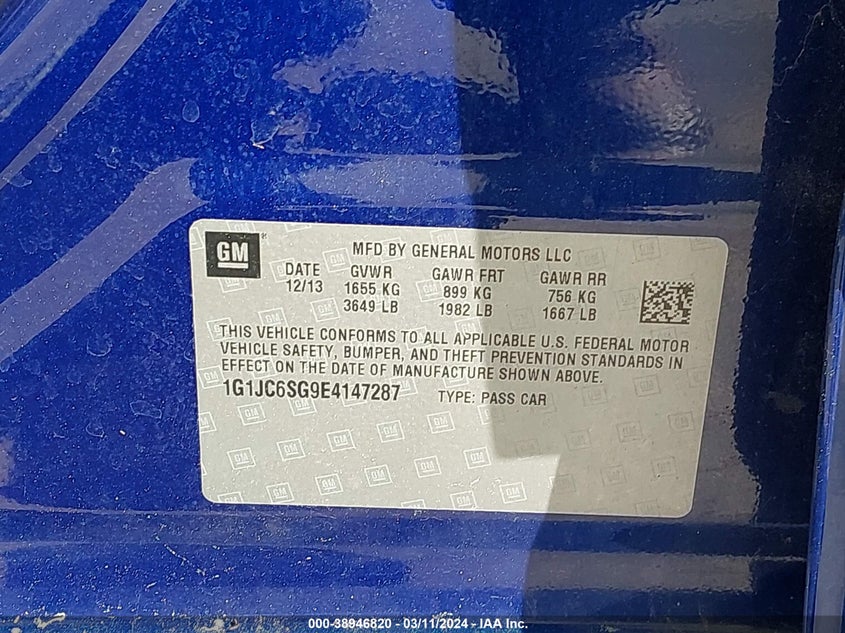 GM
MFD BY GENERAL MOTORS LLC
DATE GVWR GAWR FRT GAWR RR
12/13 1655 KG 899 KG 756 KG
3649 LB 1982 LB 1667 LB
THIS VEHICLE CONFORMS TO ALL APPLICABLE U.S. FEDERAL MOTOR
VEHICLE SAFETY, BUMPER, AND THEFT PREVENTION STANDARDS IN
EFFECT ON THE DATE OF MANUFACTURE SHOWN ABOVE.
1G1JC6SG9E4147287 TYPE: PASS CAR
000-38946820 - 03/11/2024 - IAA Inc.